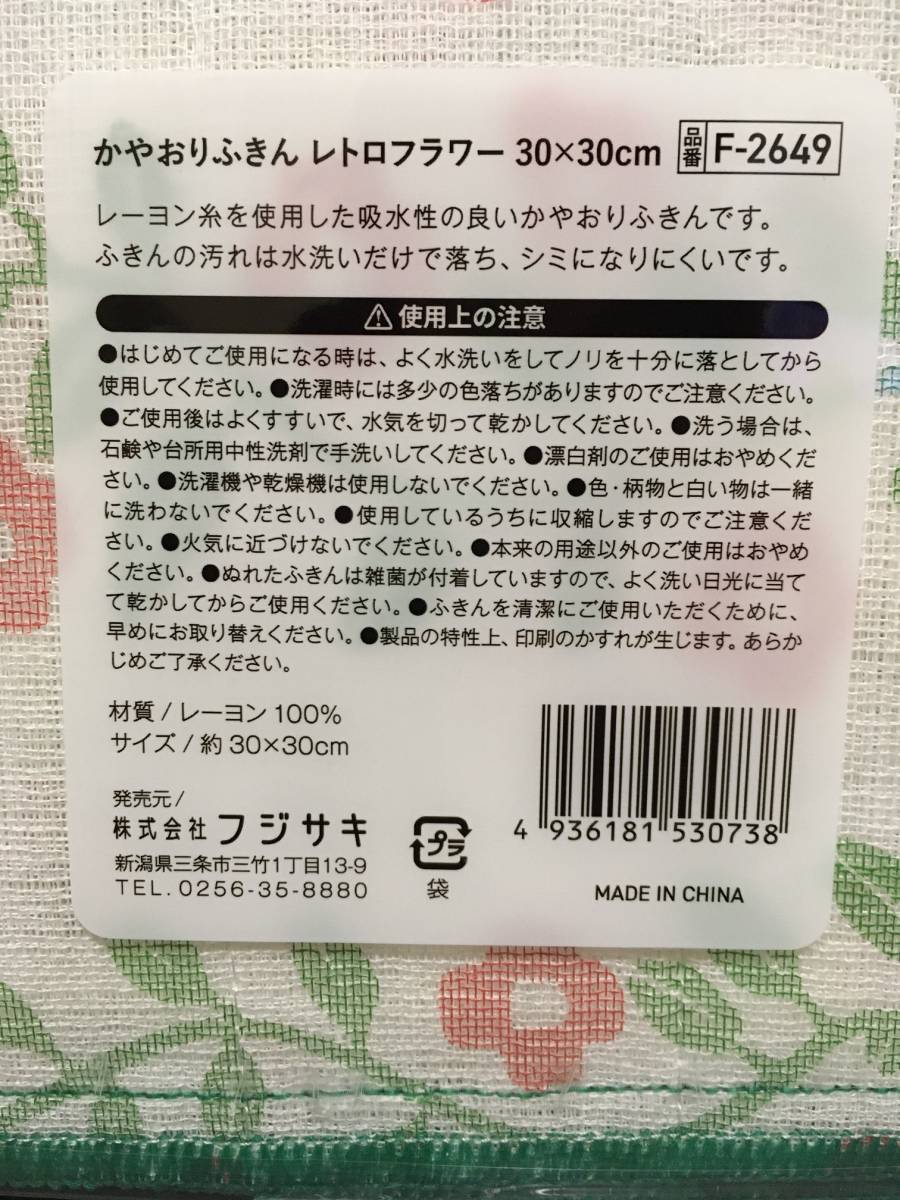 かやおりふきん レトロフラワー 30×30cm 品番 F-2649
レーヨン糸を使用した吸水性の良いかやおりふきんです。
ふきんの汚れは水洗いだけで落ち、シミになりにくいです。
⚠使用上の注意
●はじめてご使用になる時は、よく水洗いをしてノリを十分に落としてから
使用してください。●洗濯時には多少の色落ちがありますのでご注意ください。
●ご使用後はよくすすいで、水気を切って乾かしてください。●洗う場合は、
石鹸や台所用中性洗剤で手洗いしてください。●漂白剤のご使用はおやめくだ
さい。●洗濯機や乾燥機は使用しないでください。●色・柄物と白い物は一緒
に洗わないでください。●使用しているうちに収縮しますのでご注意くだ
さい。●火気に近づけないでください。●本来の用途以外のご使用はおやめ
ください。●ぬれたふきんは雑菌が付着していますので、よく洗い日光に当て
て乾かしてからご使用ください。●ふきんを清潔にご使用いただくために、
早めにお取り替えください。●製品の特性上、印刷のかすれが生じます。あらか
じめご了承ください。
材質 / レーヨン 100%
サイズ / 約 30×30cm
発売元 /
株式会社 フジサキ
新潟県三条市三竹1丁目13-9
TEL. 0256-35-8880
プラ
袋
4 936181 530738
MADE IN CHINA